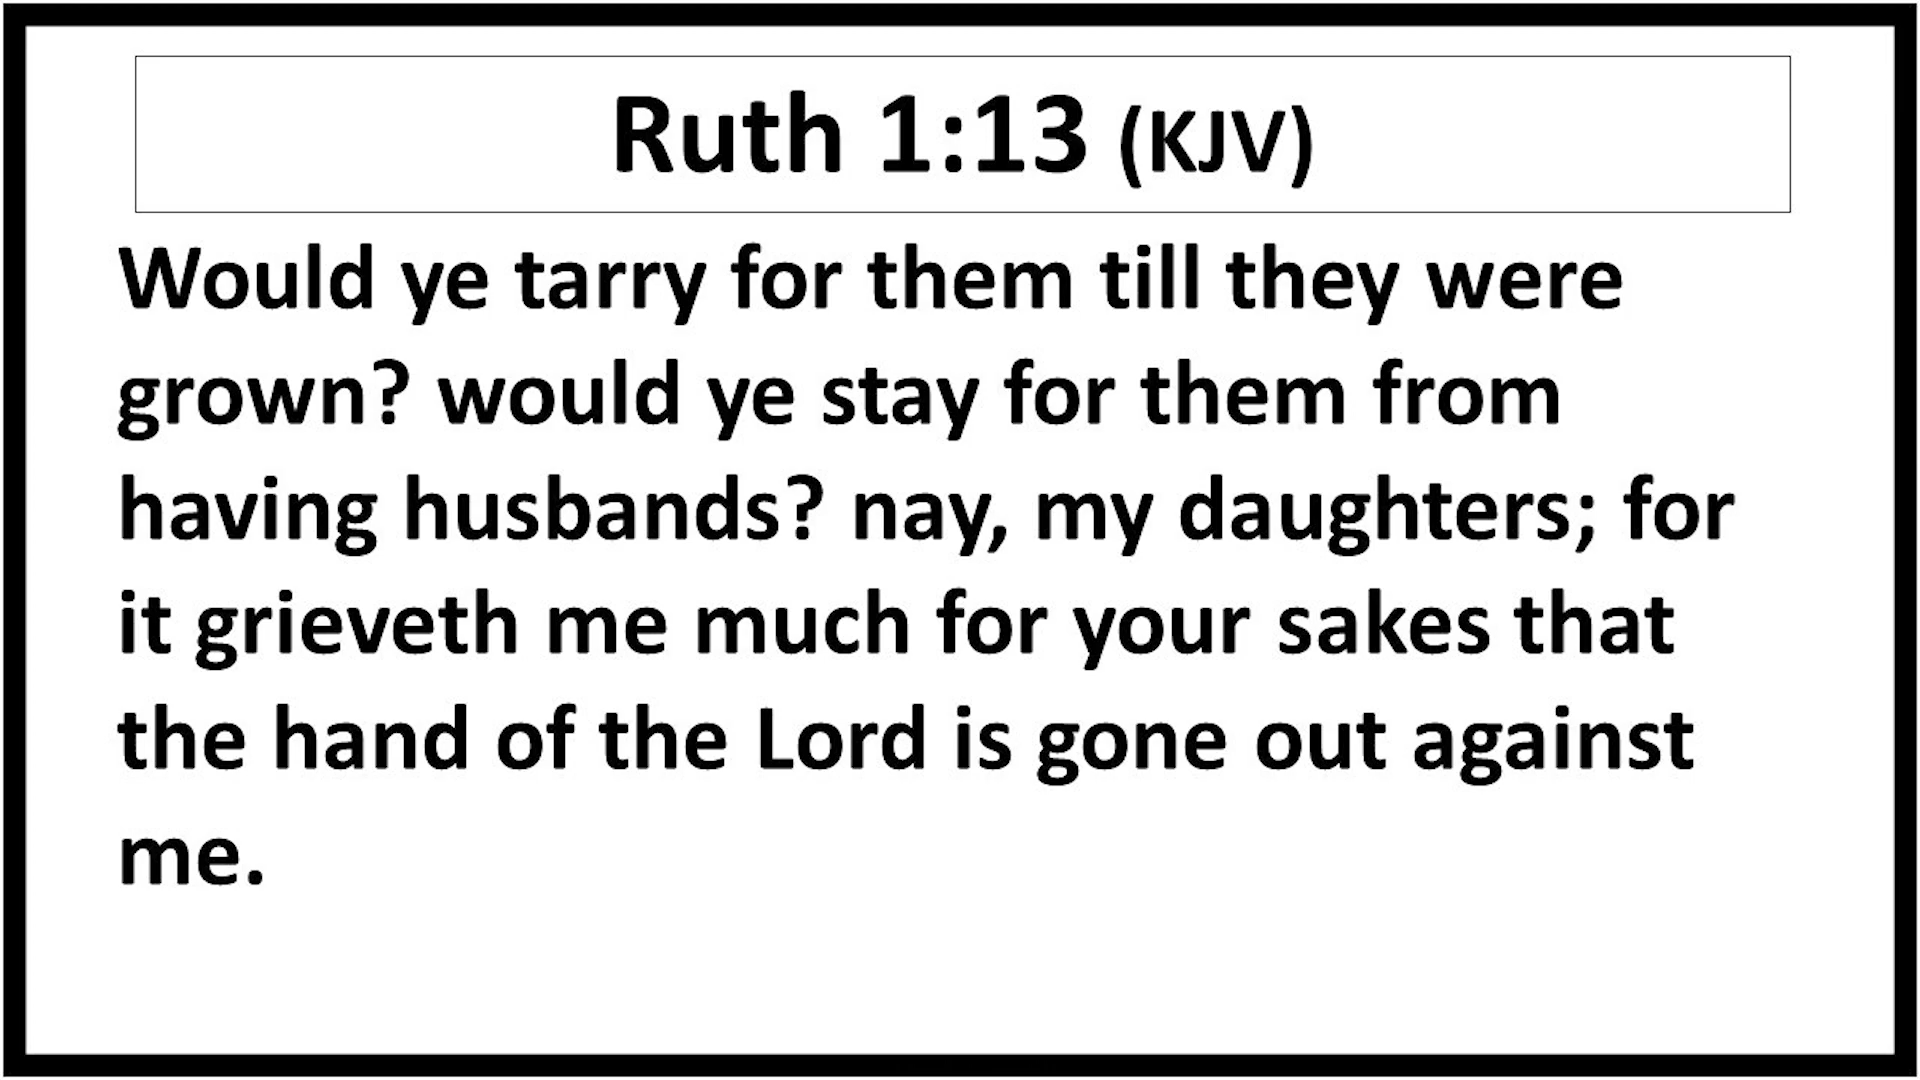 Ruth 1:13 (KJV)
Would ye tarry for them till they were
grown? would ye stay for them from
having husbands? nay, my daughters; for
it grieveth me much for your sakes that
the hand of the Lord is gone out against
me.